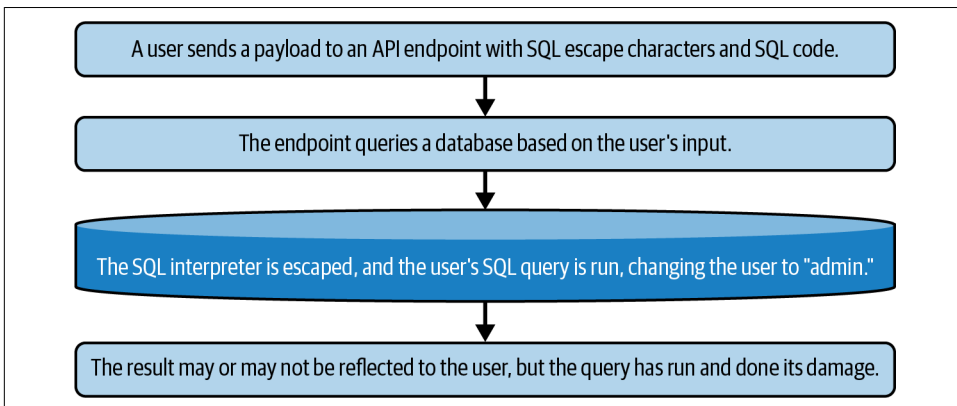 A user sends a payload to an API endpoint with SQL escape characters and SQL code.
The endpoint queries a database based on the user's input.
The SQL interpreter is escaped, and the user's SQL query is run, changing the user to "admin."
The result may or may not be reflected to the user, but the query has run and done its damage.